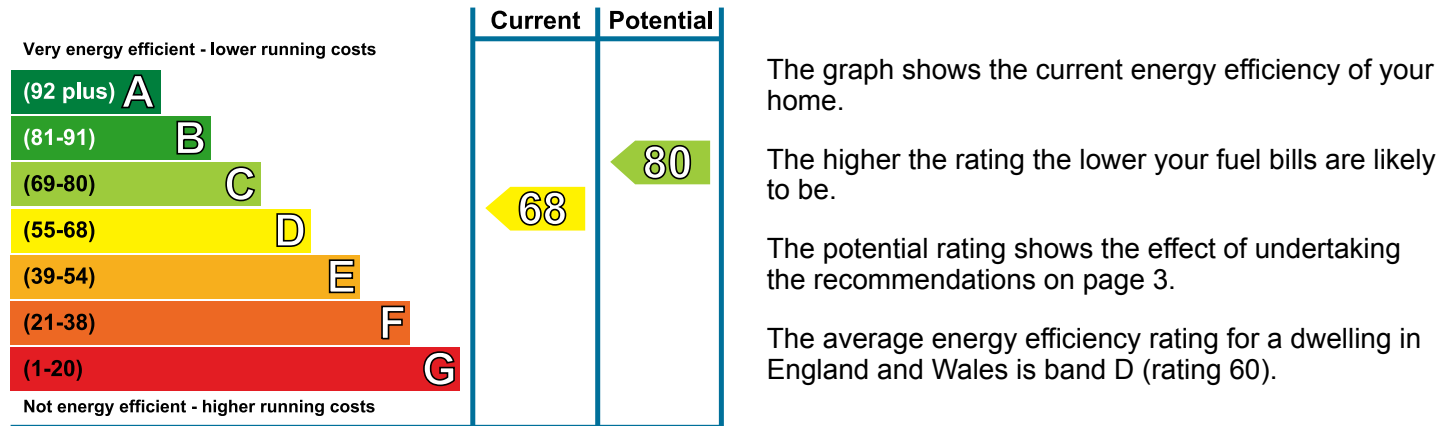 Current Potential
Very energy efficient - lower running costs
(92 plus) A
(81-91) B
(69-80) C
(55-68) D
(39-54) E
(21-38) F
(1-20) G
Not energy efficient - higher running costs
68
80
The graph shows the current energy efficiency of your
home.
The higher the rating the lower your fuel bills are likely
to be.
The potential rating shows the effect of undertaking
the recommendations on page 3.
The average energy efficiency rating for a dwelling in
England and Wales is band D (rating 60).